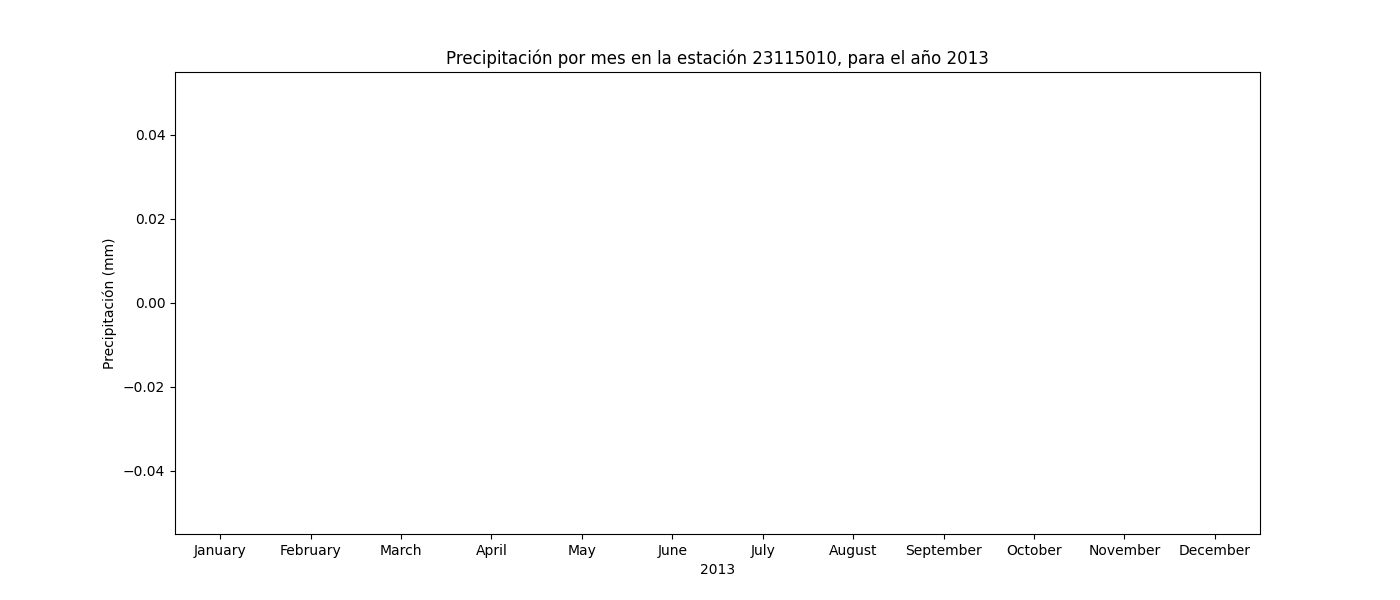 Precipitación por mes en la estación 23115010, para el año 2013
Precipitación (mm)
0.04
0.02
0.00
−0.02
−0.04
January February March April May June July August September October November December
2013